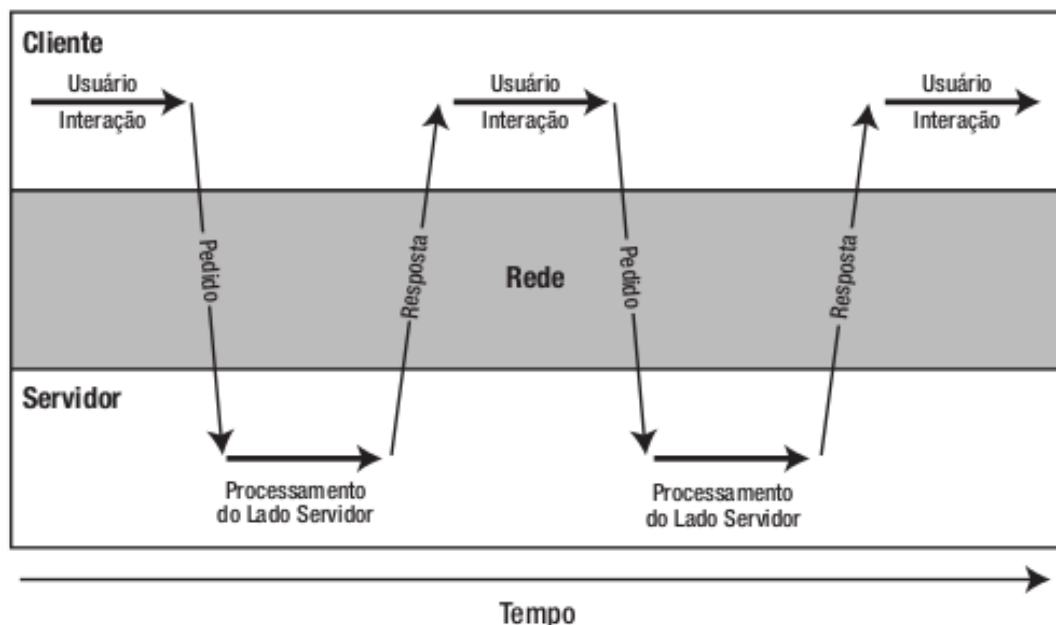 Cliente
Usuário
Interação
Usuário
Interação
Usuário
Interação
Pedido
Resposta
Rede
Pedido
Resposta
Servidor
Processamento
do Lado Servidor
Processamento
do Lado Servidor
Tempo